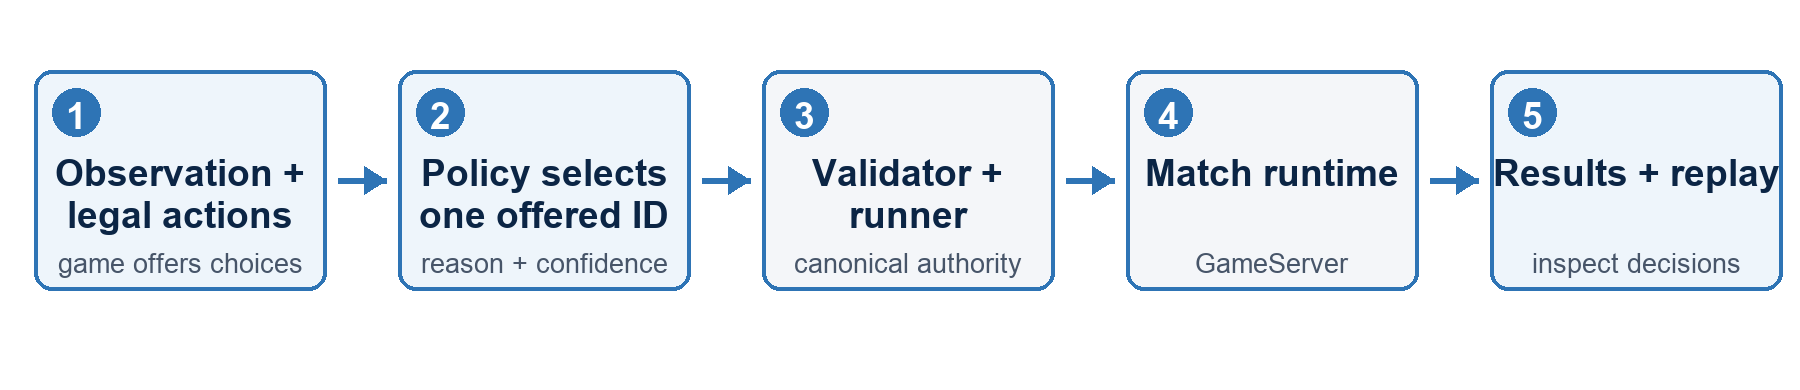 1
Observation +
legal actions
game offers choices
2
Policy selects
one offered ID
reason + confidence
3
Validator +
runner
canonical authority
4
Match runtime
GameServer
5
Results + replay
inspect decisions